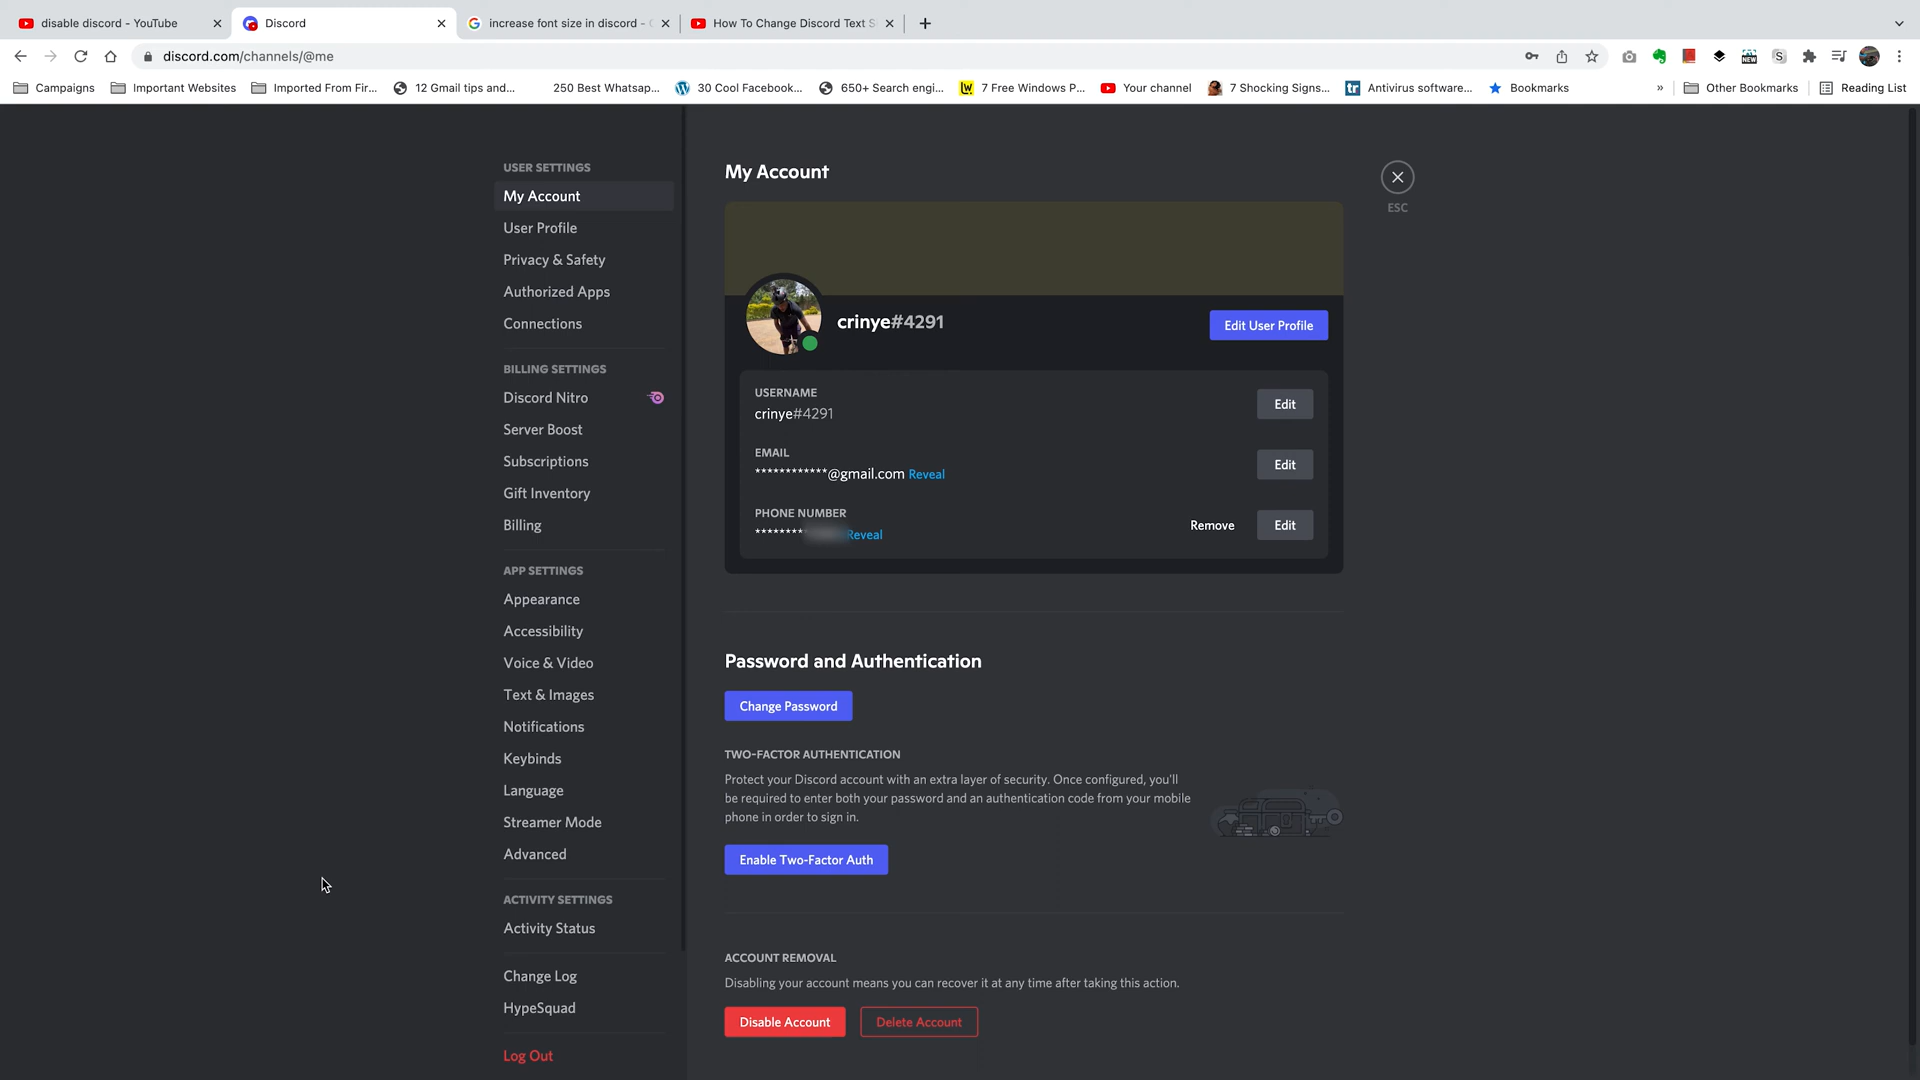 disable discord - YouTube
Discord
increase font size in discord -
How To Change Discord Text S
discord.com/channels/@me
Campaigns
Important Websites
Imported From Fir...
12 Gmail tips and...
250 Best Whatsap...
30 Cool Facebook...
650+ Search engi...
7 Free Windows P...
Your channel
7 Shocking Signs...
Antivirus software...
Bookmarks
»
Other Bookmarks
Reading List
USER SETTINGS
My Account
User Profile
Privacy & Safety
Authorized Apps
Connections
BILLING SETTINGS
Discord Nitro
Server Boost
Subscriptions
Gift Inventory
Billing
APP SETTINGS
Appearance
Accessibility
Voice & Video
Text & Images
Notifications
Keybinds
Language
Streamer Mode
Advanced
ACTIVITY SETTINGS
Activity Status
Change Log
HypeSquad
Log Out
My Account
ESC
crinye#4291
Edit User Profile
USERNAME
crinye#4291
Edit
EMAIL
************@gmail.com Reveal
Edit
PHONE NUMBER
********* Reveal
Remove
Edit
Password and Authentication
Change Password
TWO-FACTOR AUTHENTICATION
Protect your Discord account with an extra layer of security. Once configured, you'll
be required to enter both your password and an authentication code from your mobile
phone in order to sign in.
Enable Two-Factor Auth
ACCOUNT REMOVAL
Disabling your account means you can recover it at any time after taking this action.
Disable Account
Delete Account